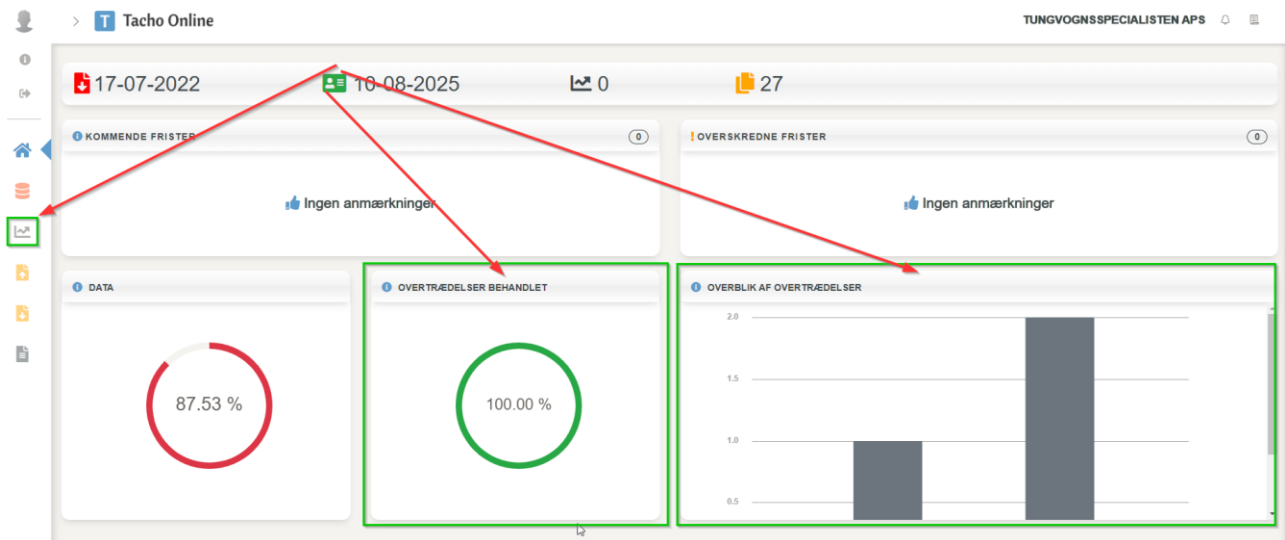 T Tacho Online
TUNGVOGNSSPECIALISTEN APS
17-07-2022
10-08-2025
0
27
KOMMENDE FRISTER
0
OVERSKREDNE FRISTER
0
Ingen anmærkninger
Ingen anmærkninger
DATA
OVERTRÆDELSER BEHANDLET
OVERBLIK AF OVERTRÆDELSER
87.53 %
100.00 %
2.0
1.5
1.0
0.5